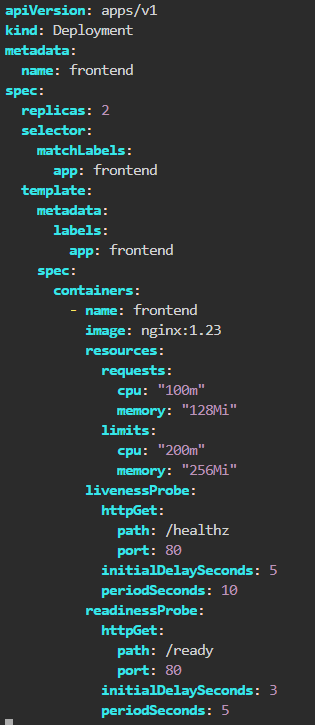 apiVersion: apps/v1
kind: Deployment
metadata:
  name: frontend
spec:
  replicas: 2
  selector:
    matchLabels:
      app: frontend
  template:
    metadata:
      labels:
        app: frontend
    spec:
      containers:
        - name: frontend
          image: nginx:1.23
          resources:
            requests:
              cpu: "100m"
              memory: "128Mi"
            limits:
              cpu: "200m"
              memory: "256Mi"
          livenessProbe:
            httpGet:
              path: /healthz
              port: 80
            initialDelaySeconds: 5
            periodSeconds: 10
          readinessProbe:
            httpGet:
              path: /ready
              port: 80
            initialDelaySeconds: 3
            periodSeconds: 5